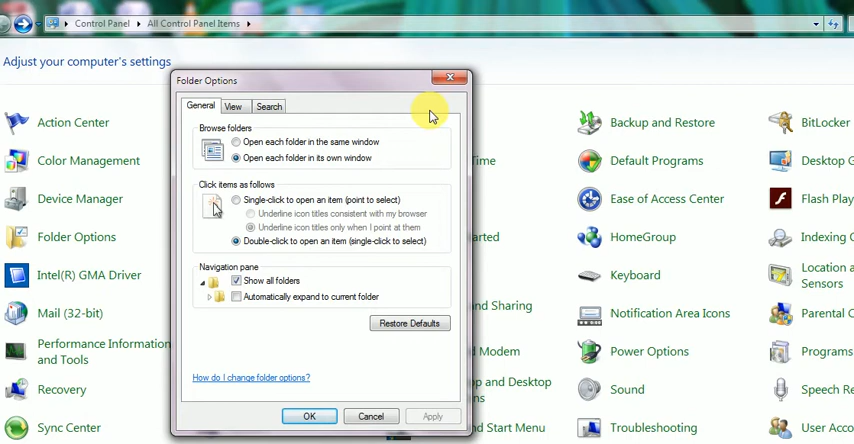 Control Panel ▸ All Control Panel Items ▸
Adjust your computer's settings
Action Center
Color Management
Device Manager
Folder Options
Intel(R) GMA Driver
Mail (32-bit)
Performance Information
and Tools
Recovery
Sync Center
Folder Options
General View Search
Browse folders
Open each folder in the same window
Open each folder in its own window
Click items as follows
Single-click to open an item (point to select)
Underline icon titles consistent with my browser
Underline icon titles only when I point at them
Double-click to open an item (single-click to select)
Navigation pane
Show all folders
Automatically expand to current folder
Restore Defaults
How do I change folder options?
OK Cancel Apply
Time
and Sharing
Modem
and Desktop
and Start Menu
Backup and Restore
Default Programs
Ease of Access Center
HomeGroup
Keyboard
Notification Area Icons
Power Options
Sound
Troubleshooting
BitLocker
Desktop G
Flash Play
Indexing
Location a
Sensors
Parental C
Programs
Speech Re
User Acco